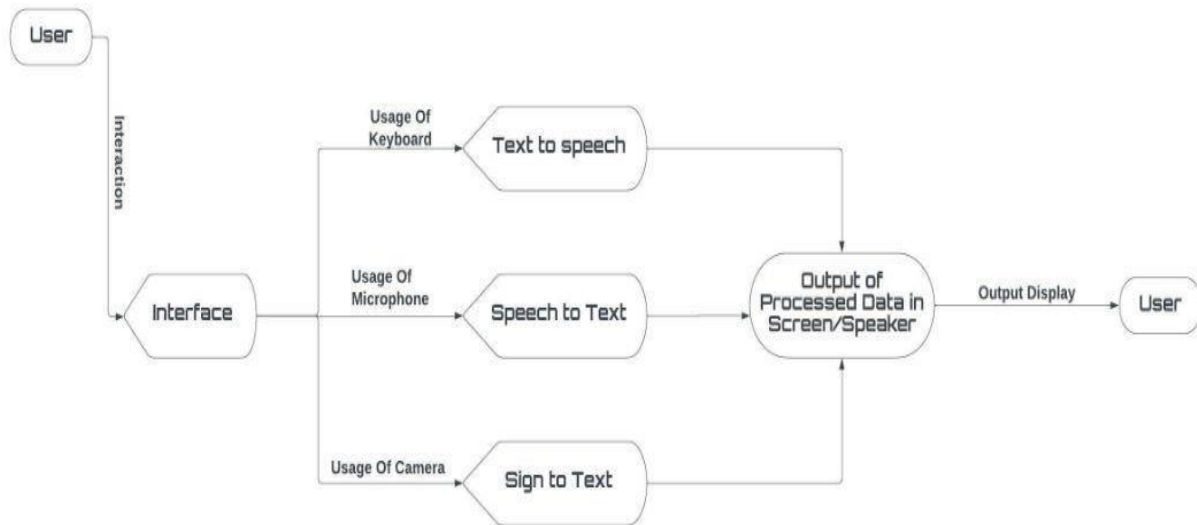 User
Interaction
Usage Of
Keyboard
Text to speech
Interface
Usage Of
Microphone
Speech to Text
Output of
Processed Data in
Screen/Speaker
Output Display
User
Usage Of Camera
Sign to Text